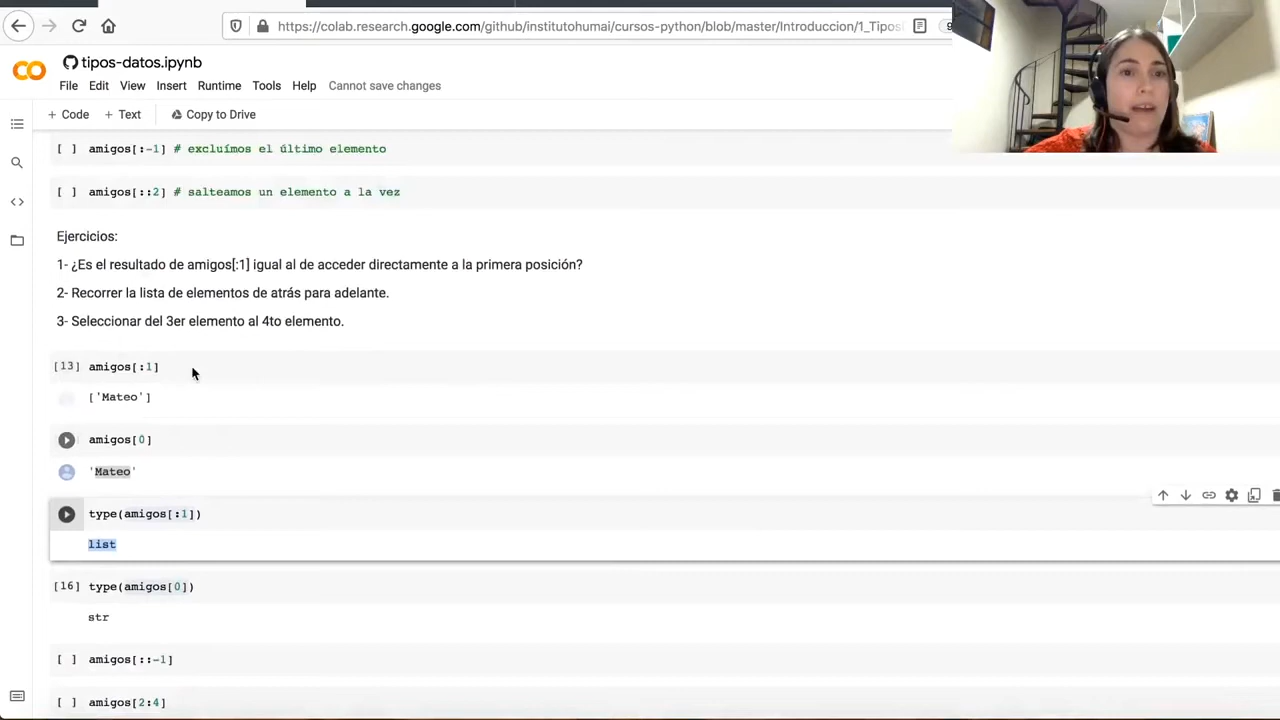 https://colab.research.google.com/github/institutohumai/cursos-python/blob/master/Introduccion/1_Tipos
CO
tipos-datos.ipynb
File Edit View Insert Runtime Tools Help Cannot save changes
+ Code + Text Copy to Drive
[ ] amigos[:-1] # excluímos el último elemento
[ ] amigos[::2] # salteamos un elemento a la vez
Ejercicios:
1- ¿Es el resultado de amigos[:1] igual al de acceder directamente a la primera posición?
2- Recorrer la lista de elementos de atrás para adelante.
3- Seleccionar del 3er elemento al 4to elemento.
[13] amigos[:1]
['Mateo']
amigos[0]
'Mateo'
type(amigos[:1])
list
[16] type(amigos[0])
str
[ ] amigos[::-1]
[ ] amigos[2:4]